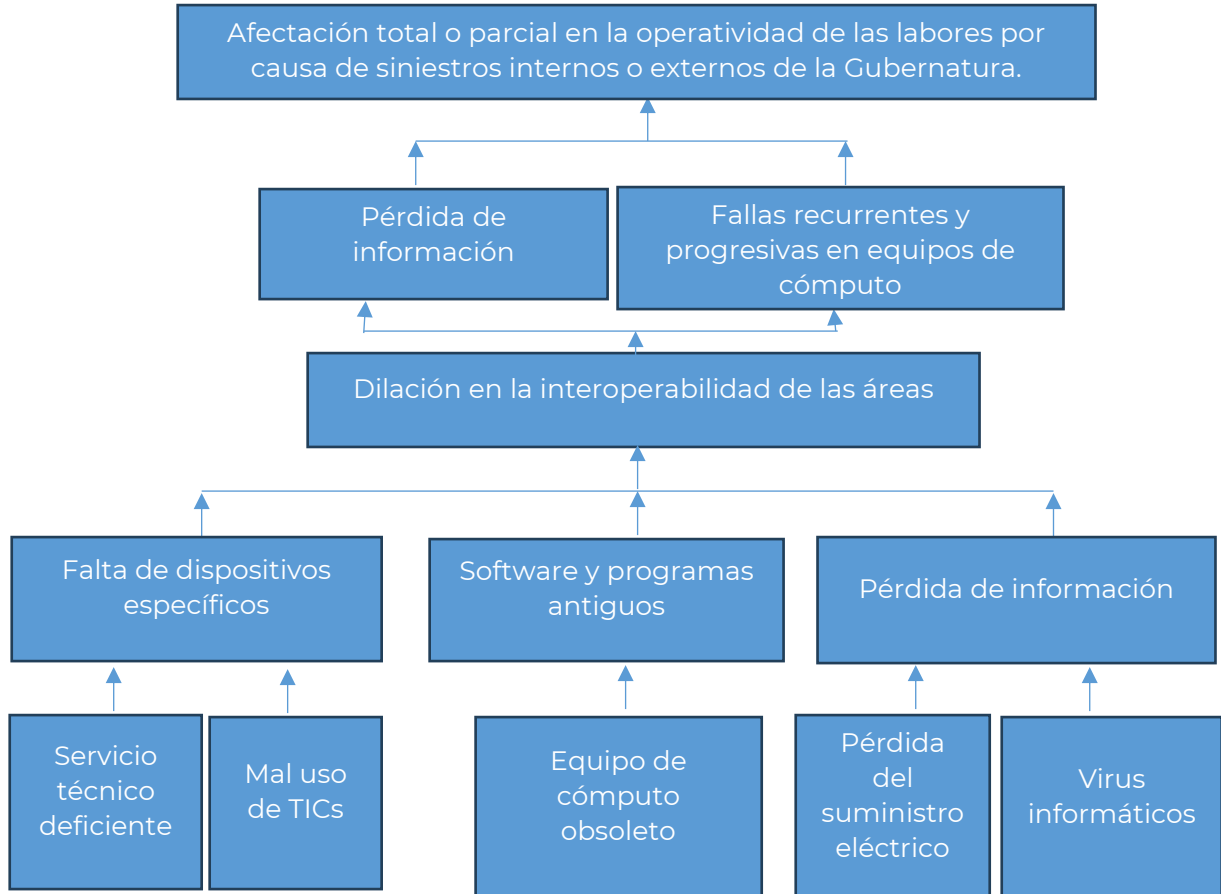 Afectación total o parcial en la operatividad de las labores por
causa de siniestros internos o externos de la Gubernatura.
Pérdida de
información
Fallas recurrentes y
progresivas en equipos de
cómputo
Dilación en la interoperabilidad de las áreas
Falta de dispositivos
específicos
Software y programas
antiguos
Pérdida de información
Servicio
técnico
deficiente
Mal uso
de TICs
Equipo de
cómputo
obsoleto
Pérdida
del
suministro
eléctrico
Virus
informáticos